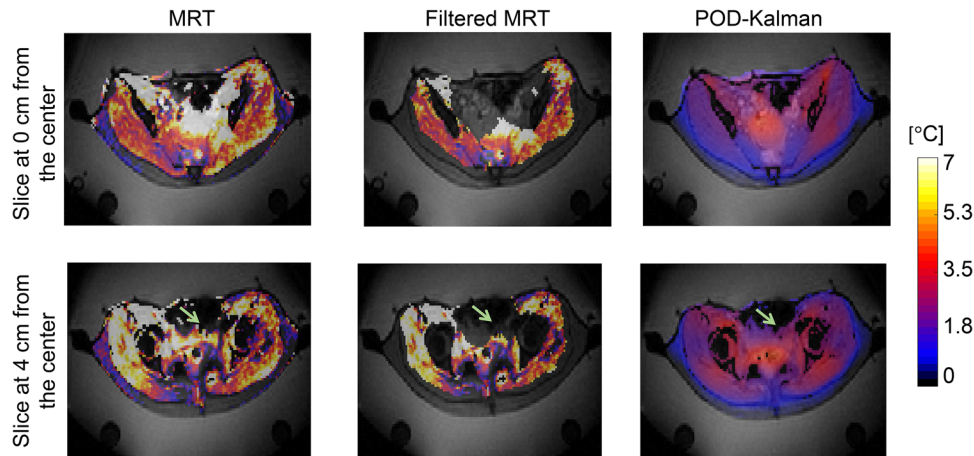 MRT
Filtered MRT
POD-Kalman
Slice at 0 cm from
the center
Slice at 4 cm from
the center
[°C]
7
5.3
3.5
1.8
0